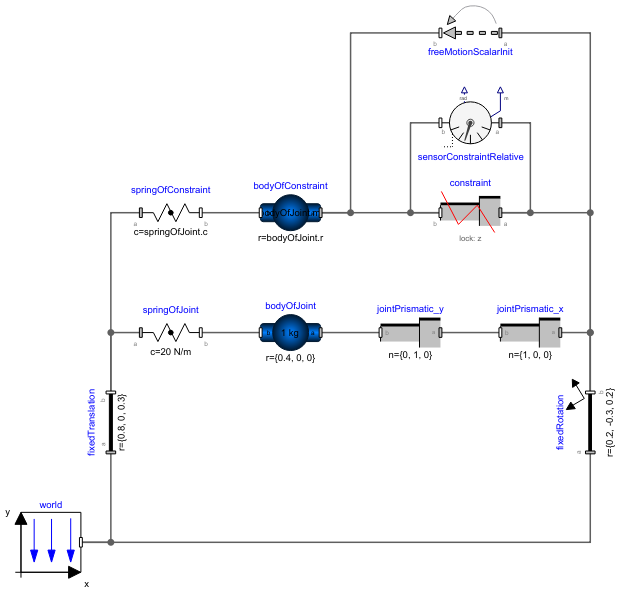 b
a
freeMotionScalarInit
rad
m
b
a
sensorConstraintRelative
springOfConstraint
bodyOfConstraint
constraint
a
b
bodyOfJoint.m
b
a
c=springOfJoint.c
r=bodyOfJoint.r
lock: z
springOfJoint
bodyOfJoint
jointPrismatic_y
jointPrismatic_x
a
b
1 kg
b
a
b
a
c=20 N/m
r={0.4, 0, 0}
n={0, 1, 0}
n={1, 0, 0}
fixedTranslation
b
a
r={0.8, 0, 0.3}
fixedRotation
b
a
r={0.2, -0.3, 0.2}
world
y
x